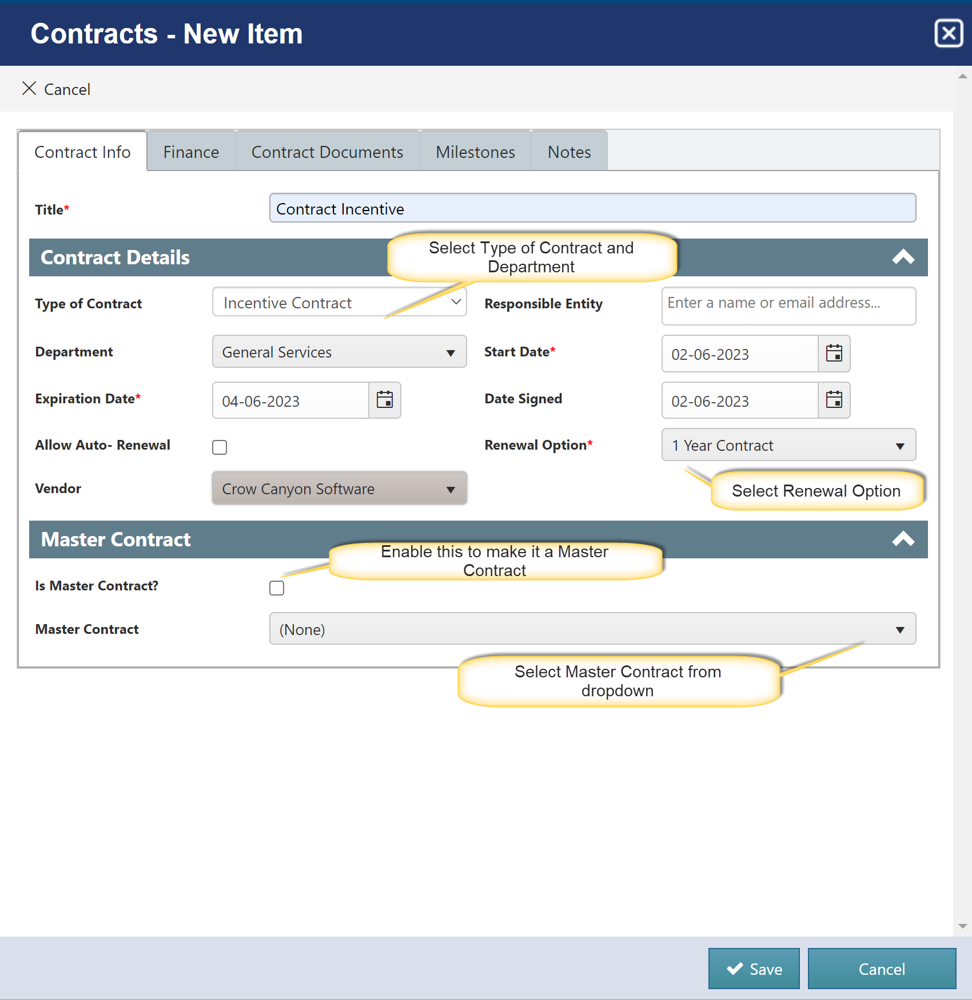 Contracts - New Item
Cancel
Contract Info
Finance
Contract Documents
Milestones
Notes
Title*
Contract Incentive
Contract Details
Select Type of Contract and
Department
Type of Contract
Incentive Contract
Responsible Entity
Enter a name or email address...
Department
General Services
Start Date*
02-06-2023
Expiration Date*
04-06-2023
Date Signed
02-06-2023
Allow Auto- Renewal
Renewal Option*
1 Year Contract
Vendor
Crow Canyon Software
Select Renewal Option
Master Contract
Enable this to make it a Master
Contract
Is Master Contract?
Master Contract
(None)
Select Master Contract from
dropdown
Save
Cancel